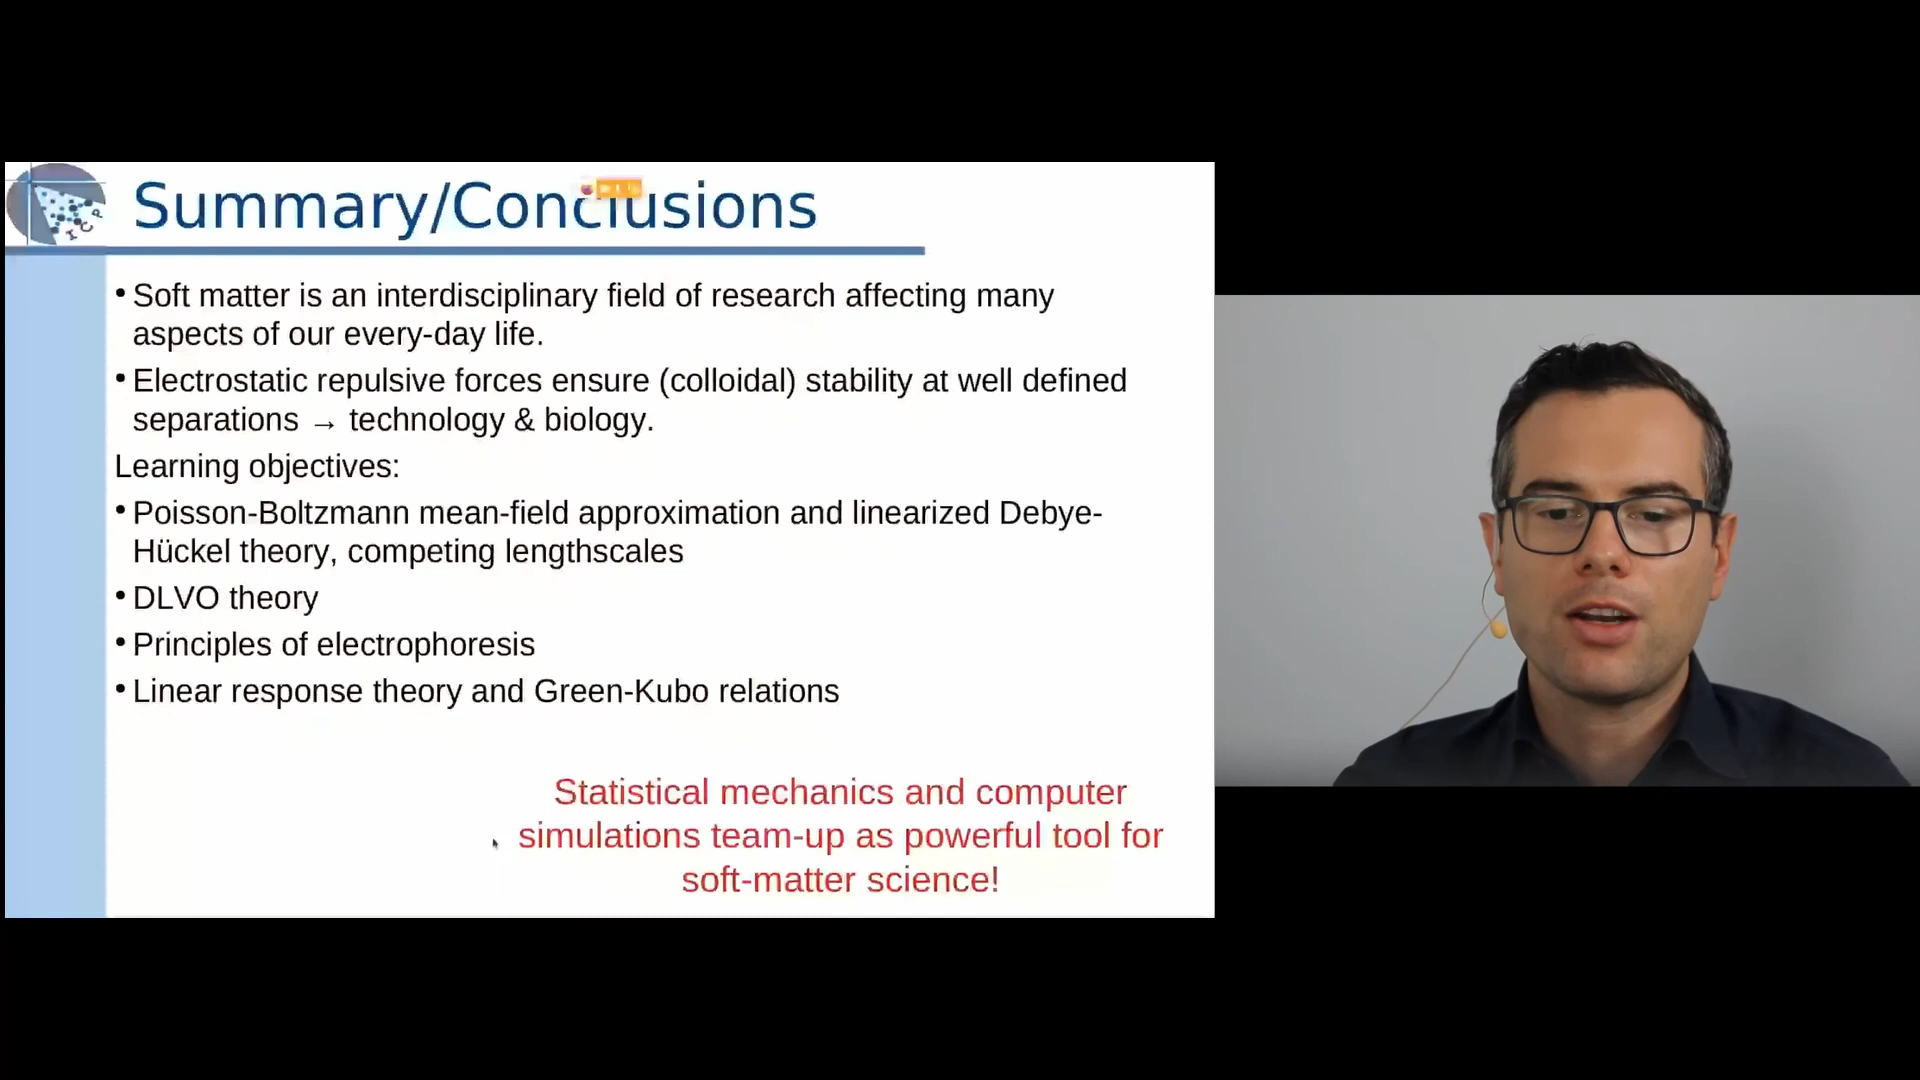 ICP
Summary/Conclusions
• Soft matter is an interdisciplinary field of research affecting many
aspects of our every-day life.
• Electrostatic repulsive forces ensure (colloidal) stability at well defined
separations → technology & biology.
Learning objectives:
• Poisson-Boltzmann mean-field approximation and linearized Debye-
Hückel theory, competing lengthscales
• DLVO theory
• Principles of electrophoresis
• Linear response theory and Green-Kubo relations
Statistical mechanics and computer
simulations team-up as powerful tool for
soft-matter science!